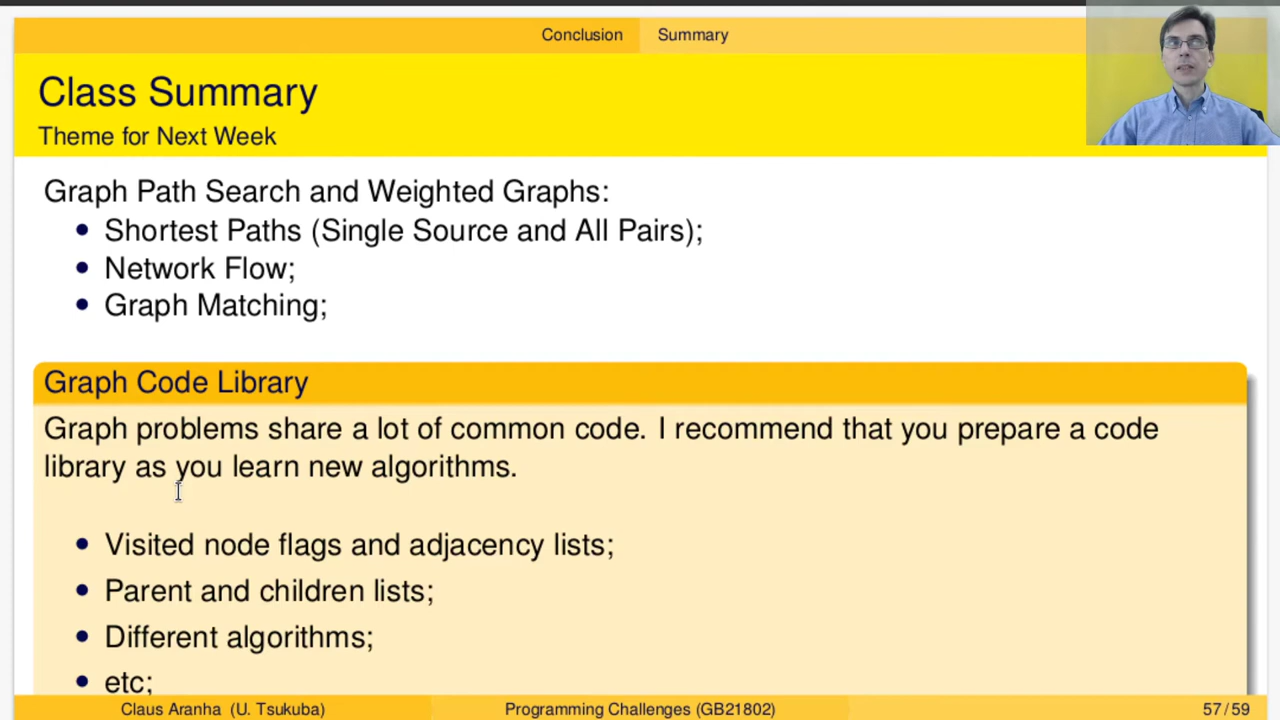 Conclusion Summary
Class Summary
Theme for Next Week
Graph Path Search and Weighted Graphs:
• Shortest Paths (Single Source and All Pairs);
• Network Flow;
• Graph Matching;
Graph Code Library
Graph problems share a lot of common code. I recommend that you prepare a code
library as you learn new algorithms.
• Visited node flags and adjacency lists;
• Parent and children lists;
• Different algorithms;
• etc;
Claus Aranha (U. Tsukuba) Programming Challenges (GB21802) 57 / 59